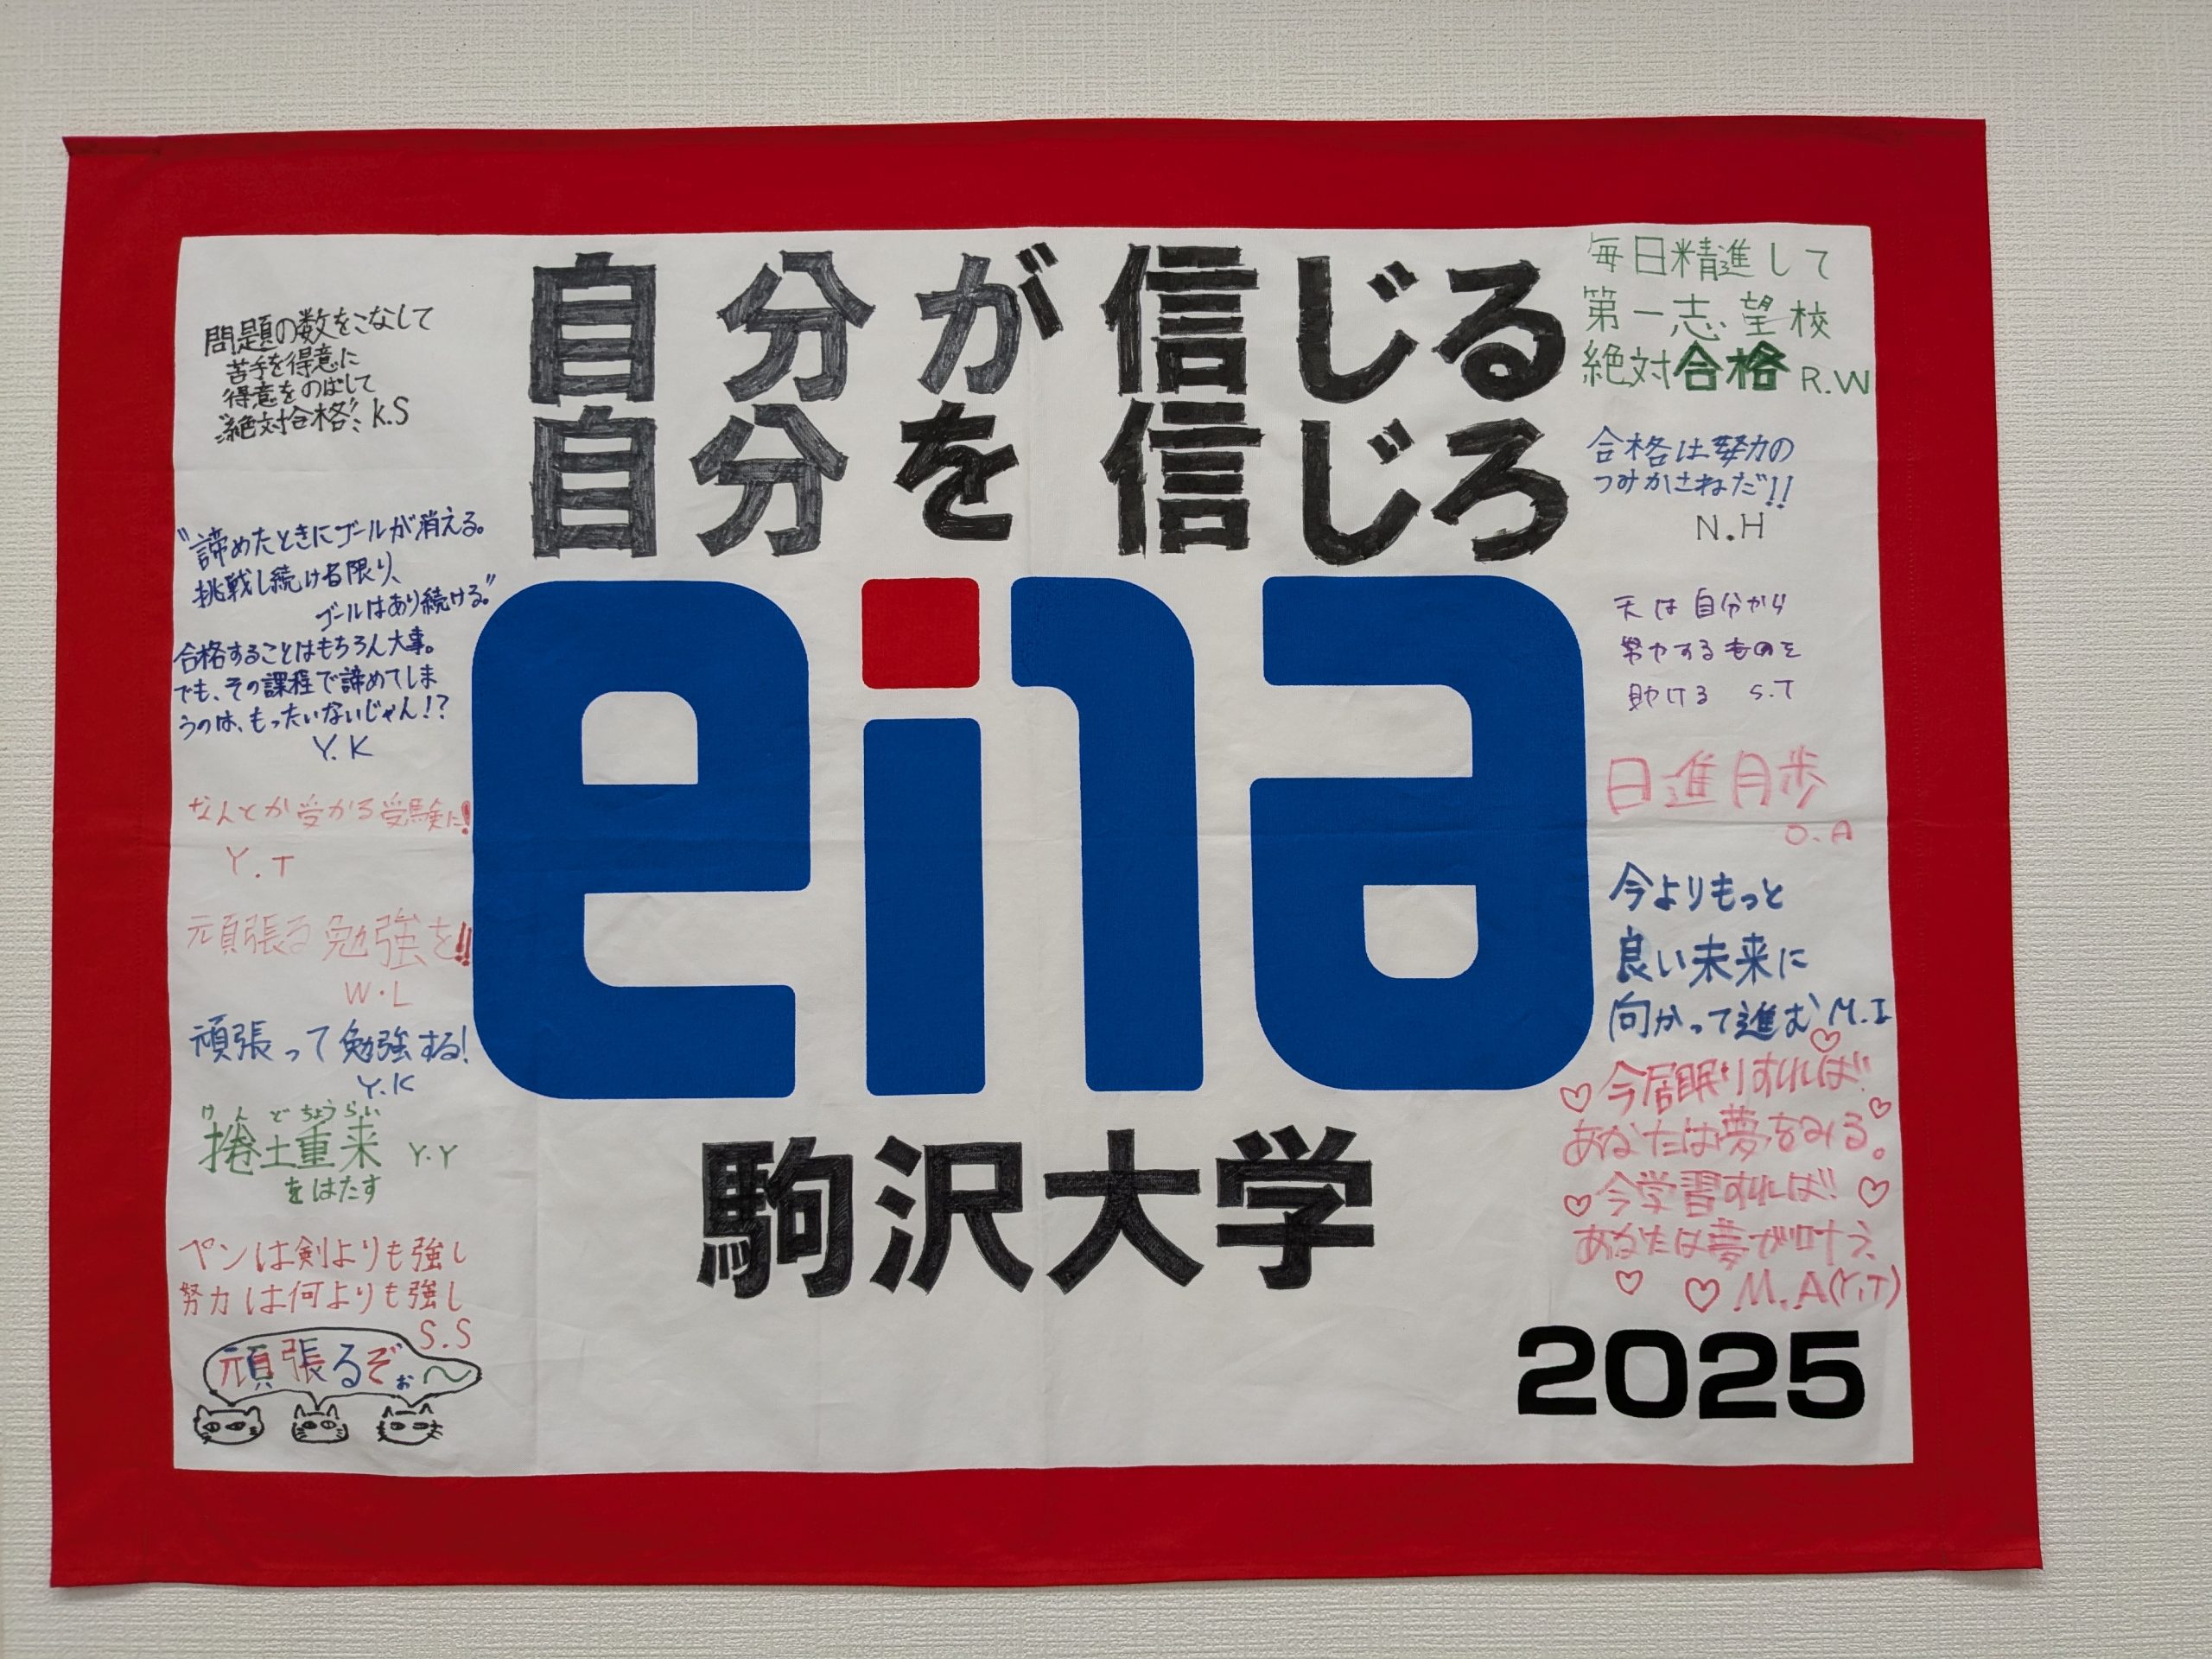 自分が信じる
自分を信じろ
eina
駒沢大学
2025
問題の数をこなして
苦手を得意に
得意をのばして
"絶対合格" K.S
"諦めたときにゴールが消える。
挑戦し続ける限り、
ゴールはあり続ける。"
合格することはもちろん大事。
でも、その課程で諦めてしま
うのは、もったいないじゃん!?
Y.K
なんとか受かる受験に!
Y.T
頑張る勉強を!!
W・L
頑張って勉強する!
Y.K
けんどちょうらい
捲土重来 Y.Y
をはたす
ペンは剣よりも強し
努力は何よりも強し
S.S
頑張るぞぉ〜
毎日精進して
第一志望校
絶対合格 R.W
合格は努力の
つみかさねだ!!
N.H
天は自分から
努力するものを
助ける S.T
日進月歩
O.A
今よりもっと
良い未来に
向かって進む M.I
今居眠りすれば!!
あなたは夢をみる。
今学習すれば!!
あなたは夢が叶う
M.A(Y.T)